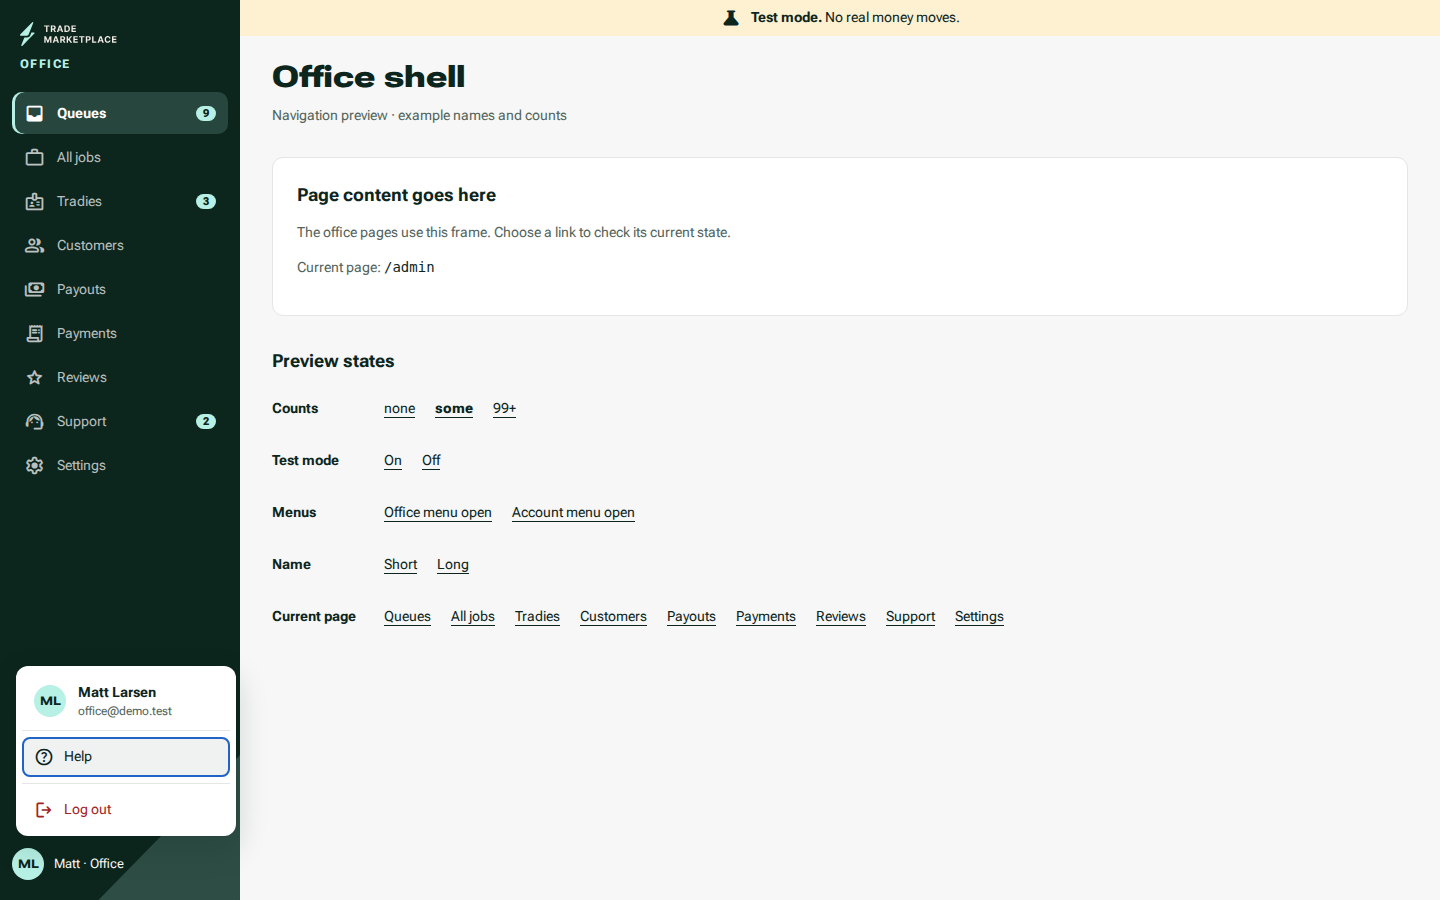 TRADE
MARKETPLACE
OFFICE
Queues 9
All jobs
Tradies 3
Customers
Payouts
Payments
Reviews
Support 2
Settings
ML Matt Larsen
office@demo.test
Help
Log out
ML Matt · Office
Test mode. No real money moves.
Office shell
Navigation preview · example names and counts
Page content goes here
The office pages use this frame. Choose a link to check its current state.
Current page: /admin
Preview states
Counts none some 99+
Test mode On Off
Menus Office menu open Account menu open
Name Short Long
Current page Queues All jobs Tradies Customers Payouts Payments Reviews Support Settings